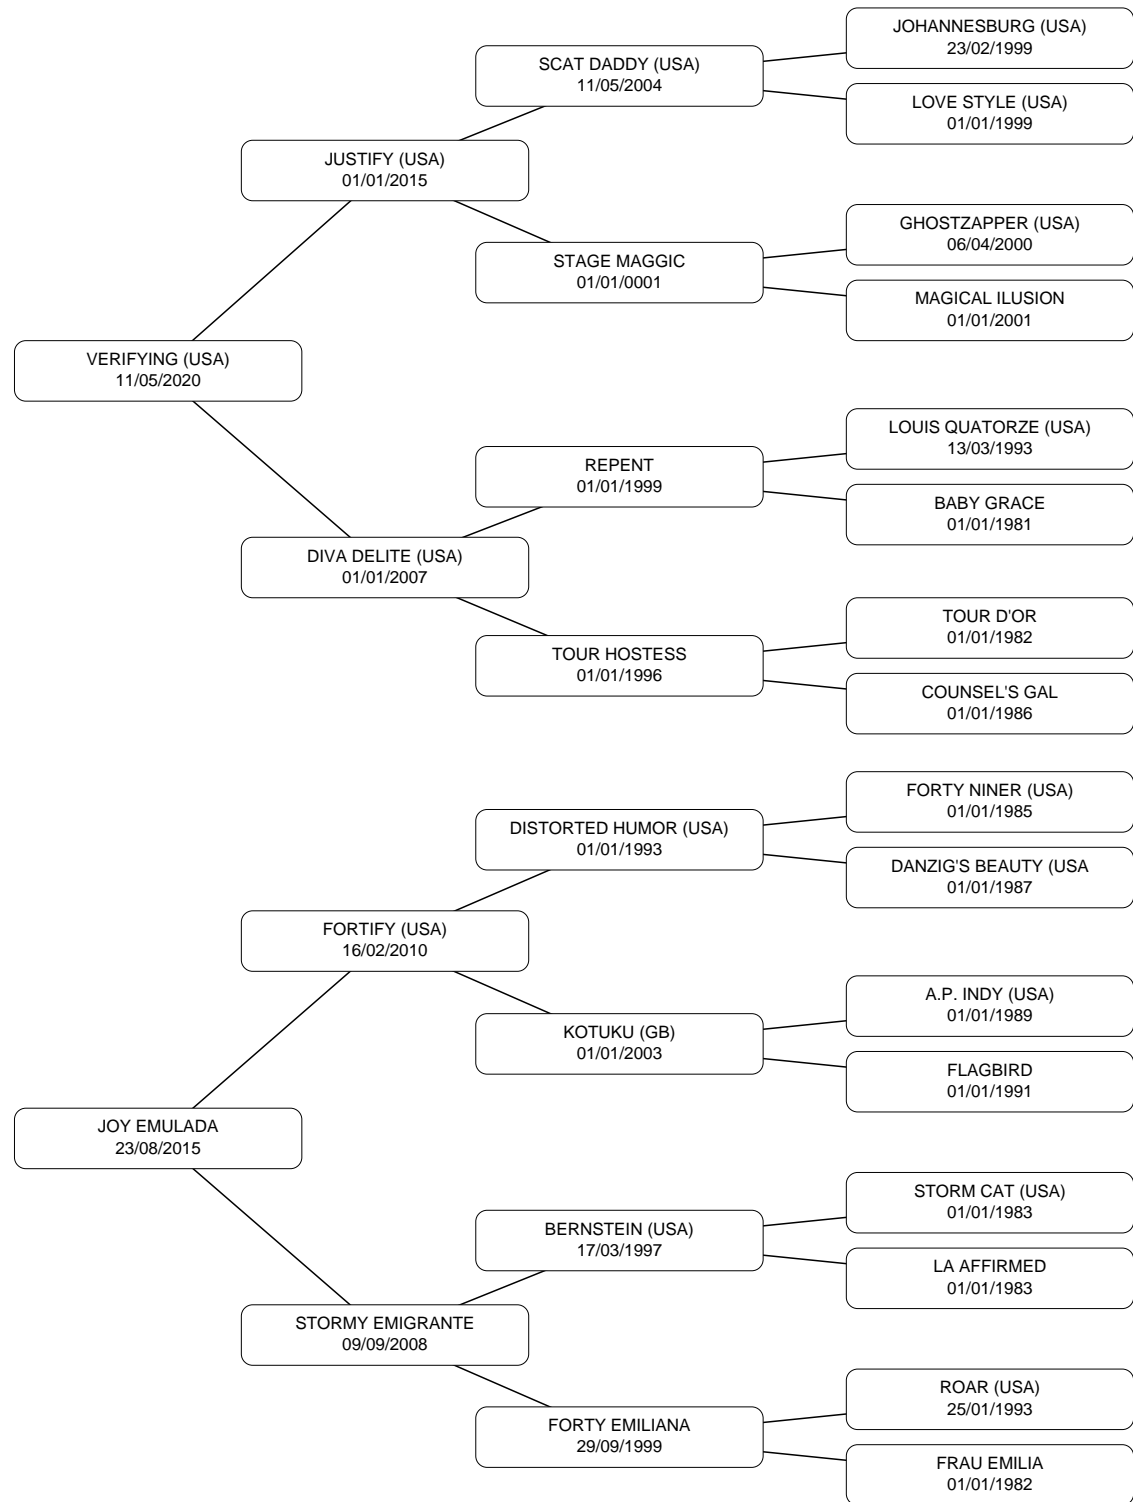 JOHANNESBURG (USA)
23/02/1999
SCAT DADDY (USA)
11/05/2004
LOVE STYLE (USA)
01/01/1999
JUSTIFY (USA)
01/01/2015
GHOSTZAPPER (USA)
06/04/2000
STAGE MAGGIC
01/01/0001
MAGICAL ILUSION
01/01/2001
VERIFYING (USA)
11/05/2020
LOUIS QUATORZE (USA)
13/03/1993
REPENT
01/01/1999
BABY GRACE
01/01/1981
DIVA DELITE (USA)
01/01/2007
TOUR D'OR
01/01/1982
TOUR HOSTESS
01/01/1996
COUNSEL'S GAL
01/01/1986
FORTY NINER (USA)
01/01/1985
DISTORTED HUMOR (USA)
01/01/1993
DANZIG'S BEAUTY (USA
01/01/1987
FORTIFY (USA)
16/02/2010
A.P. INDY (USA)
01/01/1989
KOTUKU (GB)
01/01/2003
FLAGBIRD
01/01/1991
JOY EMULADA
23/08/2015
STORM CAT (USA)
01/01/1983
BERNSTEIN (USA)
17/03/1997
LA AFFIRMED
01/01/1983
STORMY EMIGRANTE
09/09/2008
ROAR (USA)
25/01/1993
FORTY EMILIANA
29/09/1999
FRAU EMILIA
01/01/1982